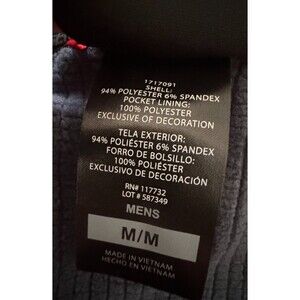 1717091
SHELL:
94% POLYESTER 6% SPANDEX
POCKET LINING:
100% POLYESTER
EXCLUSIVE OF DECORATION
TELA EXTERIOR:
94% POLIÉSTER 6% SPANDEX
FORRO DE BOLSILLO:
100% POLIÉSTER
EXCLUSIVO DE DECORACIÓN
RN# 117732
LOT # 587349
MENS
M/M
MADE IN VIETNAM
HECHO EN VIETNAM